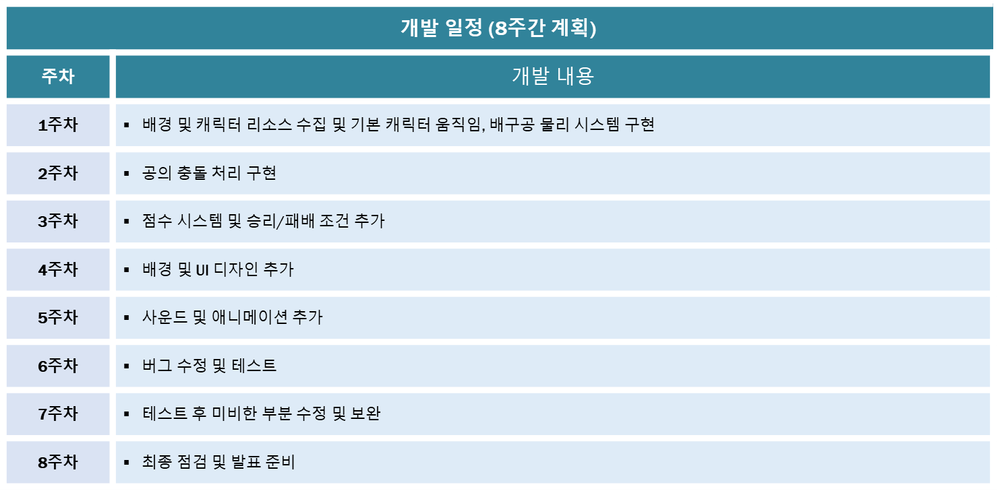 개발 일정 (8주간 계획)
주차 개발 내용
1주차 ▪ 배경 및 캐릭터 리소스 수집 및 기본 캐릭터 움직임, 배구공 물리 시스템 구현
2주차 ▪ 공의 충돌 처리 구현
3주차 ▪ 점수 시스템 및 승리/패배 조건 추가
4주차 ▪ 배경 및 UI 디자인 추가
5주차 ▪ 사운드 및 애니메이션 추가
6주차 ▪ 버그 수정 및 테스트
7주차 ▪ 테스트 후 미비한 부분 수정 및 보완
8주차 ▪ 최종 점검 및 발표 준비